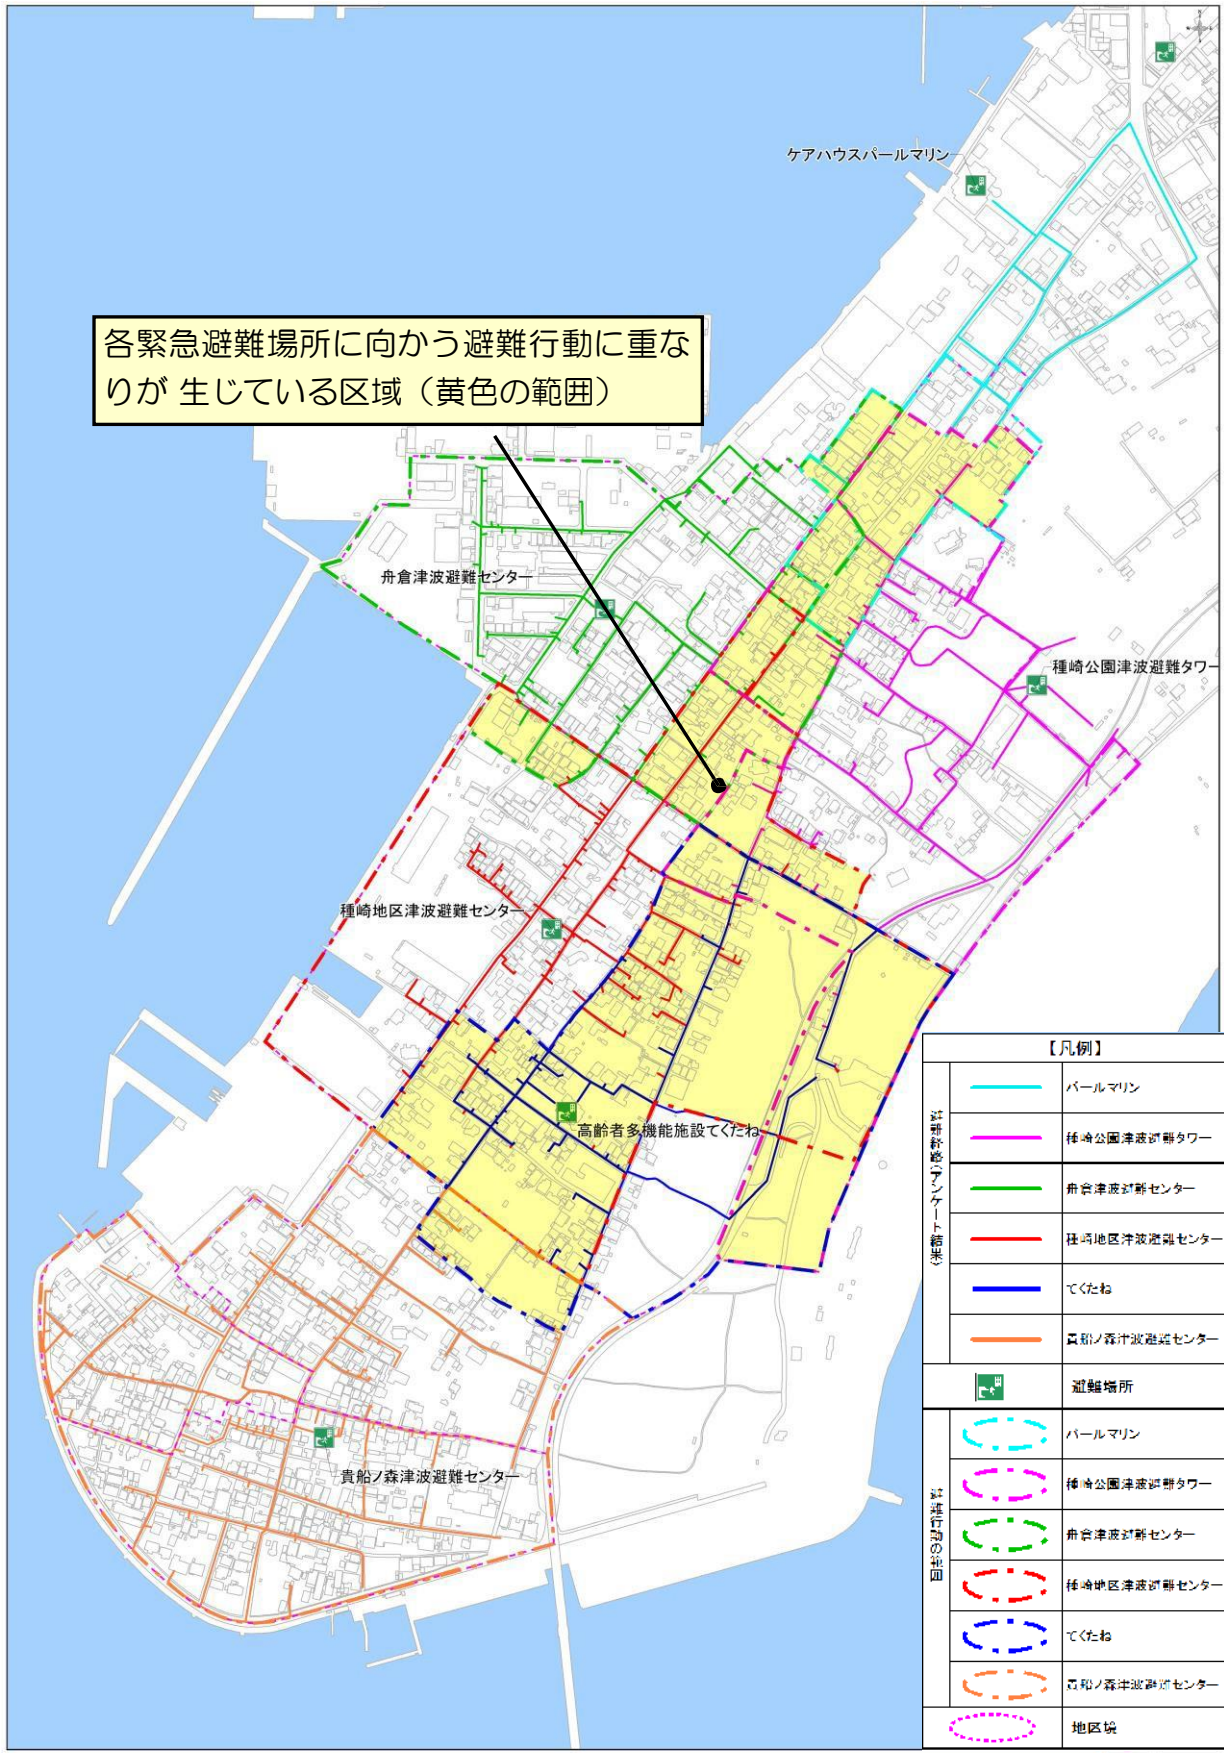 ケアハウスパールマリン
各緊急避難場所に向かう避難行動に重な
りが 生じている区域（黄色の範囲）
舟倉津波避難センター
種崎公園津波避難タワー
種崎地区津波避難センター
高齢者多機能施設てくたね
貴船ノ森津波避難センター
【凡例】
パールマリン
種崎公園津波避難タワー
舟倉津波避難センター
種崎地区津波避難センター
てくたね
貴船ノ森津波避難センター
避難場所
パールマリン
種崎公園津波避難タワー
舟倉津波避難センター
種崎地区津波避難センター
てくたね
貴船ノ森津波避難センター
地区境